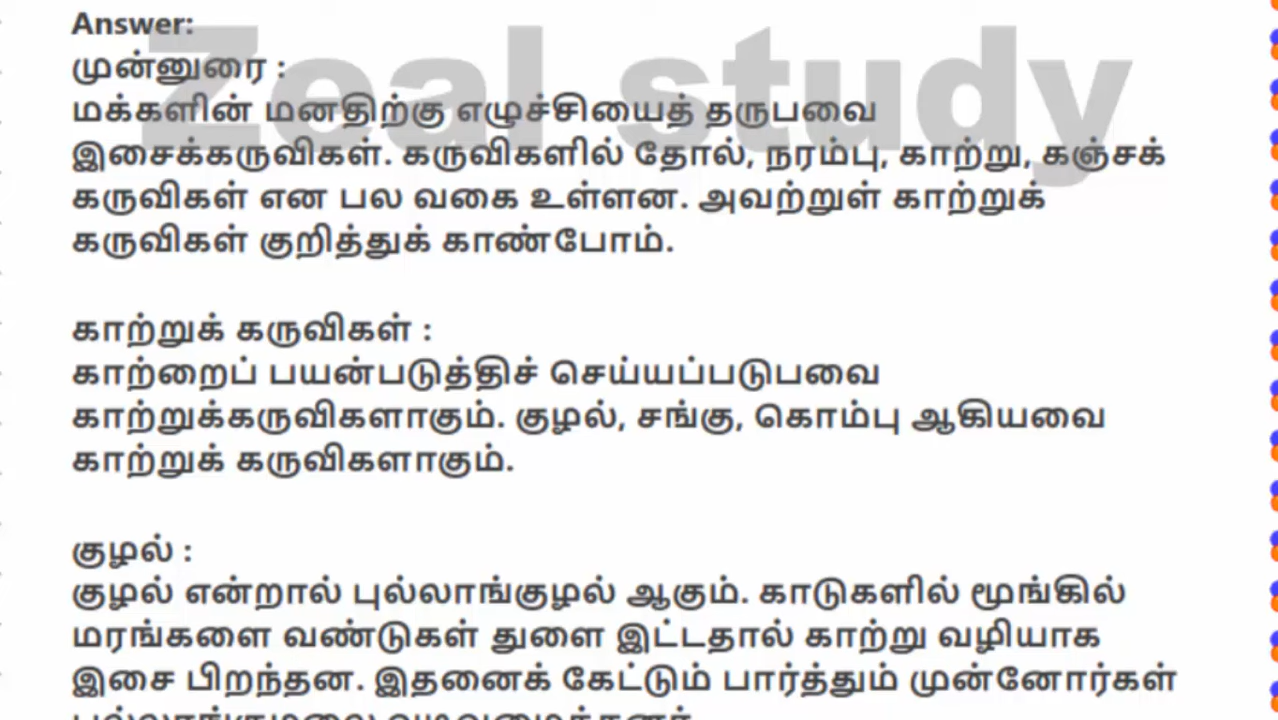 Answer:
முன்னுரை :
மக்களின் மனதிற்கு எழுச்சியைத் தருபவை
இசைக்கருவிகள். கருவிகளில் தோல், நரம்பு, காற்று, கஞ்சக்
கருவிகள் என பல வகை உள்ளன. அவற்றுள் காற்றுக்
கருவிகள் குறித்துக் காண்போம்.
காற்றுக் கருவிகள் :
காற்றைப் பயன்படுத்திச் செய்யப்படுபவை
காற்றுக்கருவிகளாகும். குழல், சங்கு, கொம்பு ஆகியவை
காற்றுக் கருவிகளாகும்.
குழல் :
குழல் என்றால் புல்லாங்குழல் ஆகும். காடுகளில் மூங்கில்
மரங்களை வண்டுகள் துளை இட்டதால் காற்று வழியாக
இசை பிறந்தன. இதனைக் கேட்டும் பார்த்தும் முன்னோர்கள்
Zeal study